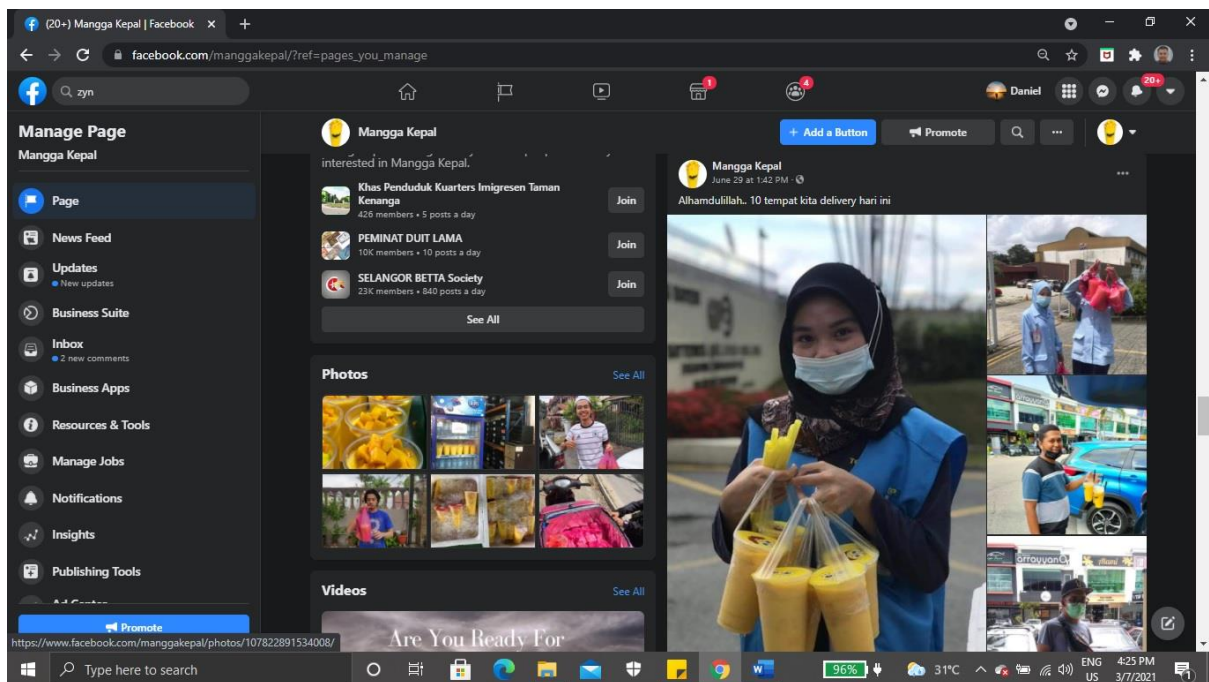 (20+) Mangga Kepal | Facebook
facebook.com/manggakepal/?ref=pages_you_manage
zyn
1
4
Daniel
20+
Manage Page
Mangga Kepal
Page
News Feed
Updates
New updates
Business Suite
Inbox
2 new comments
Business Apps
Resources & Tools
Manage Jobs
Notifications
Insights
Publishing Tools
Promote
https://www.facebook.com/manggakepal/photos/107822891534008/
Mangga Kepal
+ Add a Button
Promote
interested in Mangga Kepal.
Khas Penduduk Kuarters Imigresen Taman
Kenanga
426 members • 5 posts a day
Join
PEMINAT DUIT LAMA
10K members • 10 posts a day
Join
SELANGOR BETTA Society
23K members • 840 posts a day
Join
See All
Photos
See All
Videos
See All
Are You Ready For
Mangga Kepal
June 29 at 1:42 PM
Alhamdulillah.. 10 tempat kita delivery hari ini
arrayyan
Type here to search
96%
31°C
ENG
US
4:25 PM
3/7/2021